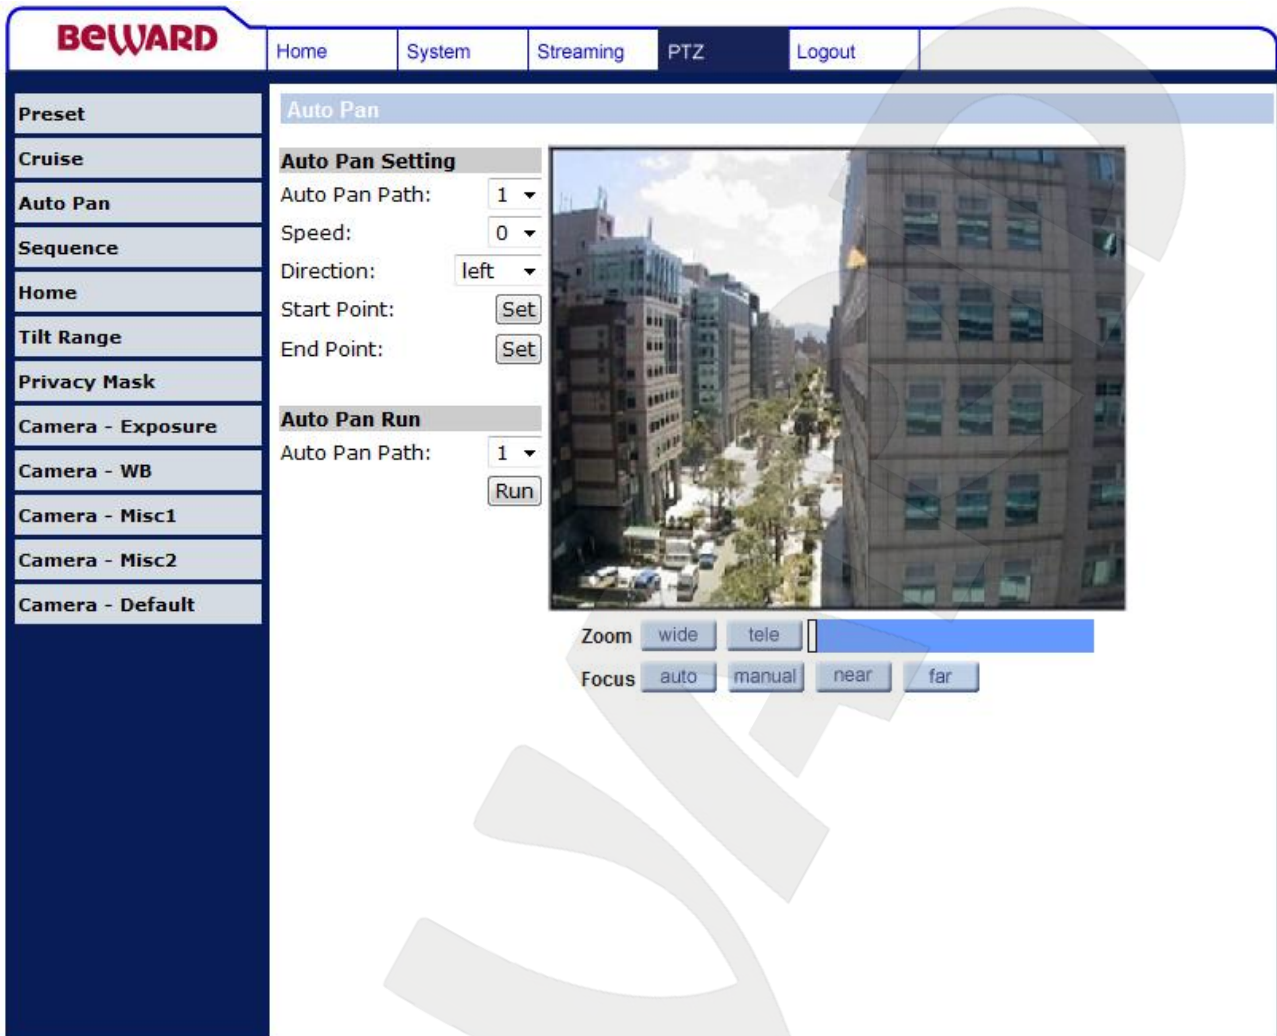 BEWARD
Home System Streaming PTZ Logout
Preset
Cruise
Auto Pan
Sequence
Home
Tilt Range
Privacy Mask
Camera - Exposure
Camera - WB
Camera - Misc1
Camera - Misc2
Camera - Default
Auto Pan
Auto Pan Setting
Auto Pan Path: 1
Speed: 0
Direction: left
Start Point: Set
End Point: Set
Auto Pan Run
Auto Pan Path: 1
Run
Zoom wide tele
Focus auto manual near far